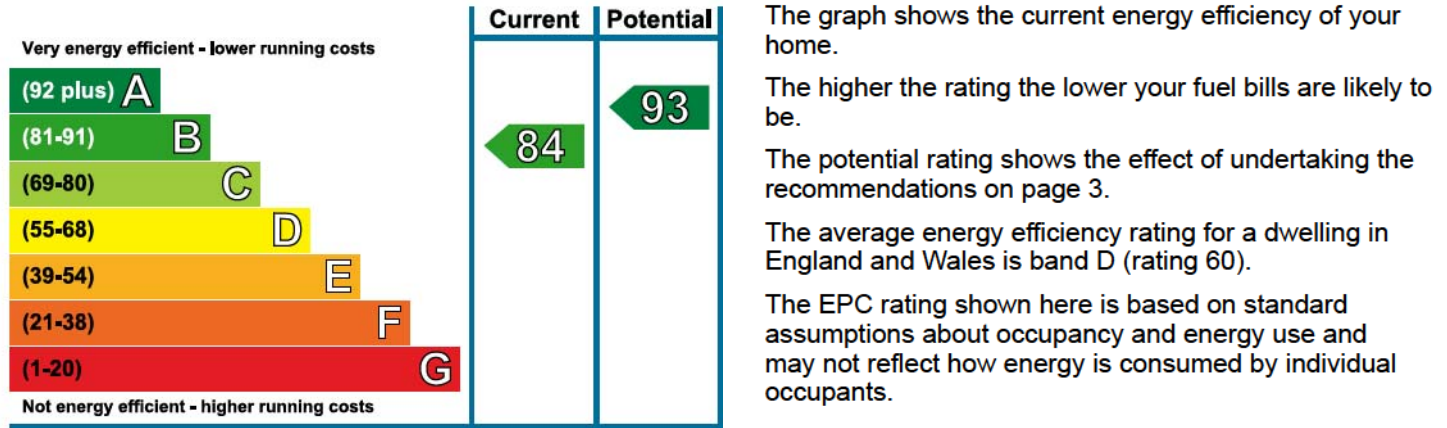 Current Potential
Very energy efficient - lower running costs
(92 plus) A
(81-91) B
(69-80) C
(55-68) D
(39-54) E
(21-38) F
(1-20) G
Not energy efficient - higher running costs
84
93
The graph shows the current energy efficiency of your
home.
The higher the rating the lower your fuel bills are likely to
be.
The potential rating shows the effect of undertaking the
recommendations on page 3.
The average energy efficiency rating for a dwelling in
England and Wales is band D (rating 60).
The EPC rating shown here is based on standard
assumptions about occupancy and energy use and
may not reflect how energy is consumed by individual
occupants.